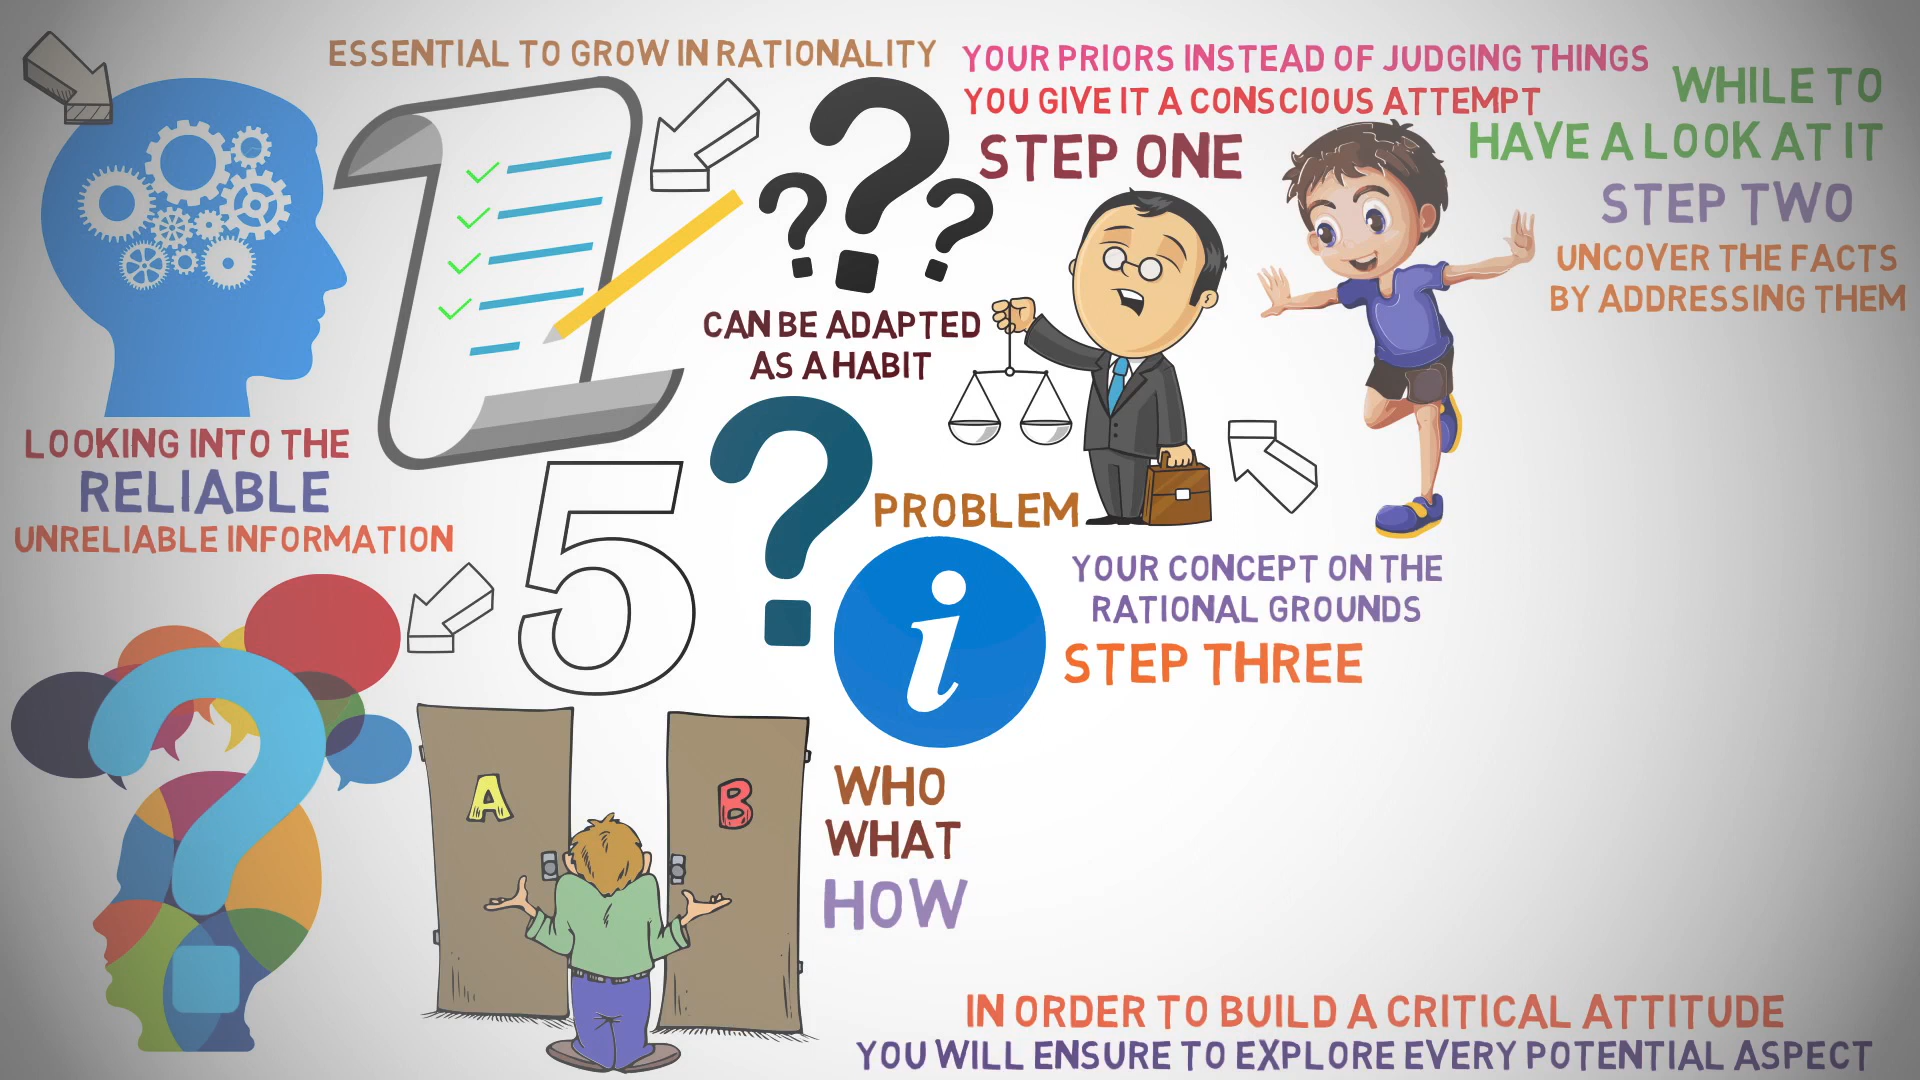 ESSENTIAL TO GROW IN RATIONALITY
YOUR PRIORS INSTEAD OF JUDGING THINGS
YOU GIVE IT A CONSCIOUS ATTEMPT
STEP ONE
WHILE TO
HAVE A LOOK AT IT
STEP TWO
UNCOVER THE FACTS
BY ADDRESSING THEM
CAN BE ADAPTED
AS A HABIT
LOOKING INTO THE
RELIABLE
UNRELIABLE INFORMATION
5
?
PROBLEM
i
YOUR CONCEPT ON THE
RATIONAL GROUNDS
STEP THREE
A
B
WHO
WHAT
HOW
IN ORDER TO BUILD A CRITICAL ATTITUDE
YOU WILL ENSURE TO EXPLORE EVERY POTENTIAL ASPECT